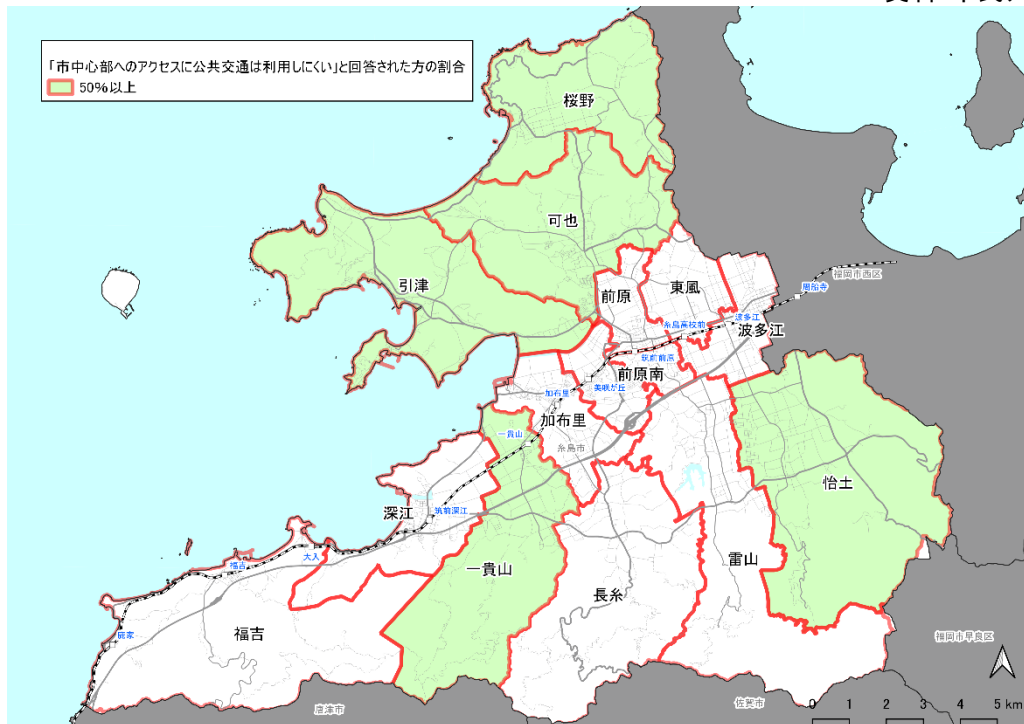 「市中心部へのアクセスに公共交通は利用しにくい」と回答された方の割合
50%以上
桜野
可也
引津
前原
東風
福岡市西区
周船寺
波多江
糸島高校前
波多江
筑前前原
前原南
美咲が丘
加布里
加布里
一貴山
糸島市
怡土
深江
筑前深江
大入
福吉
一貴山
雷山
長糸
福吉
鹿家
福岡市早良区
唐津市
佐賀市
0 1 2 3 4 5 km